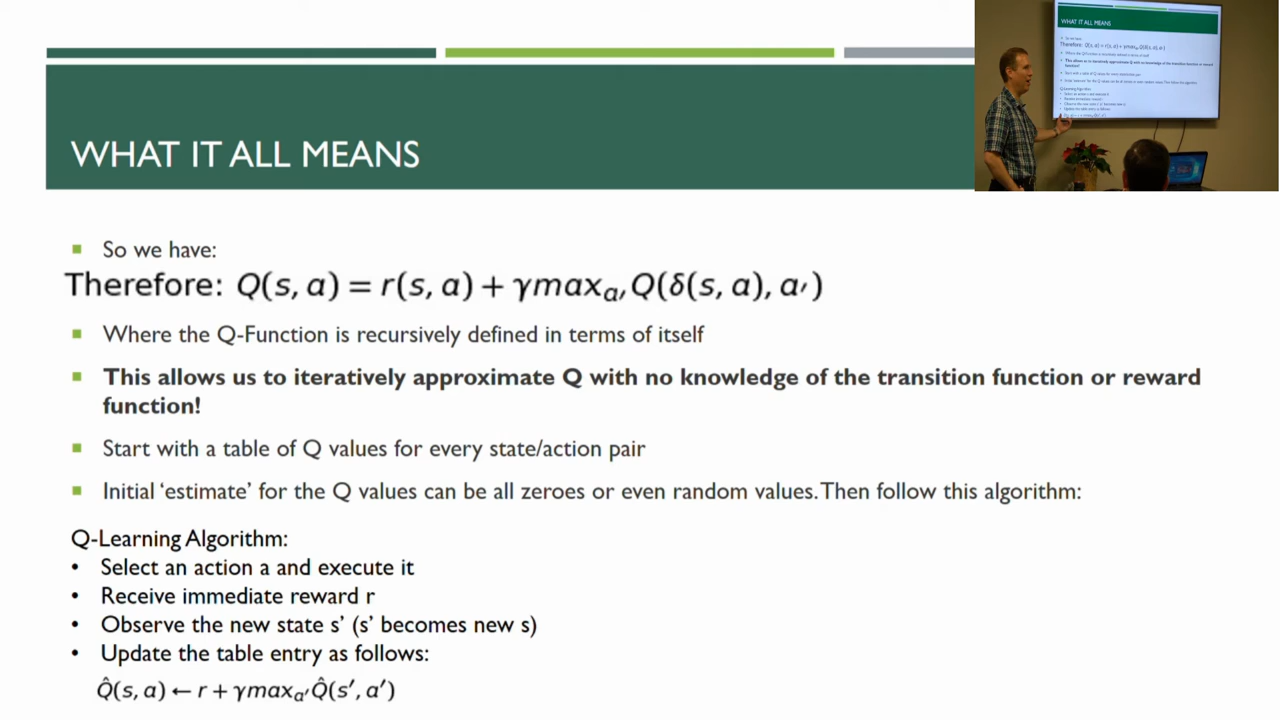 WHAT IT ALL MEANS
So we have:
Therefore: Q(s, a) = r(s, a) + γmaxₐ′Q(δ(s, a), a′)
Where the Q-Function is recursively defined in terms of itself
This allows us to iteratively approximate Q with no knowledge of the transition function or reward
function!
Start with a table of Q values for every state/action pair
Initial ‘estimate’ for the Q values can be all zeroes or even random values. Then follow this algorithm:
Q-Learning Algorithm:
• Select an action a and execute it
• Receive immediate reward r
• Observe the new state s’ (s’ becomes new s)
• Update the table entry as follows:
Q̂(s, a) ← r + γmaxₐ′Q̂(s′, a′)
WHAT IT ALL MEANS